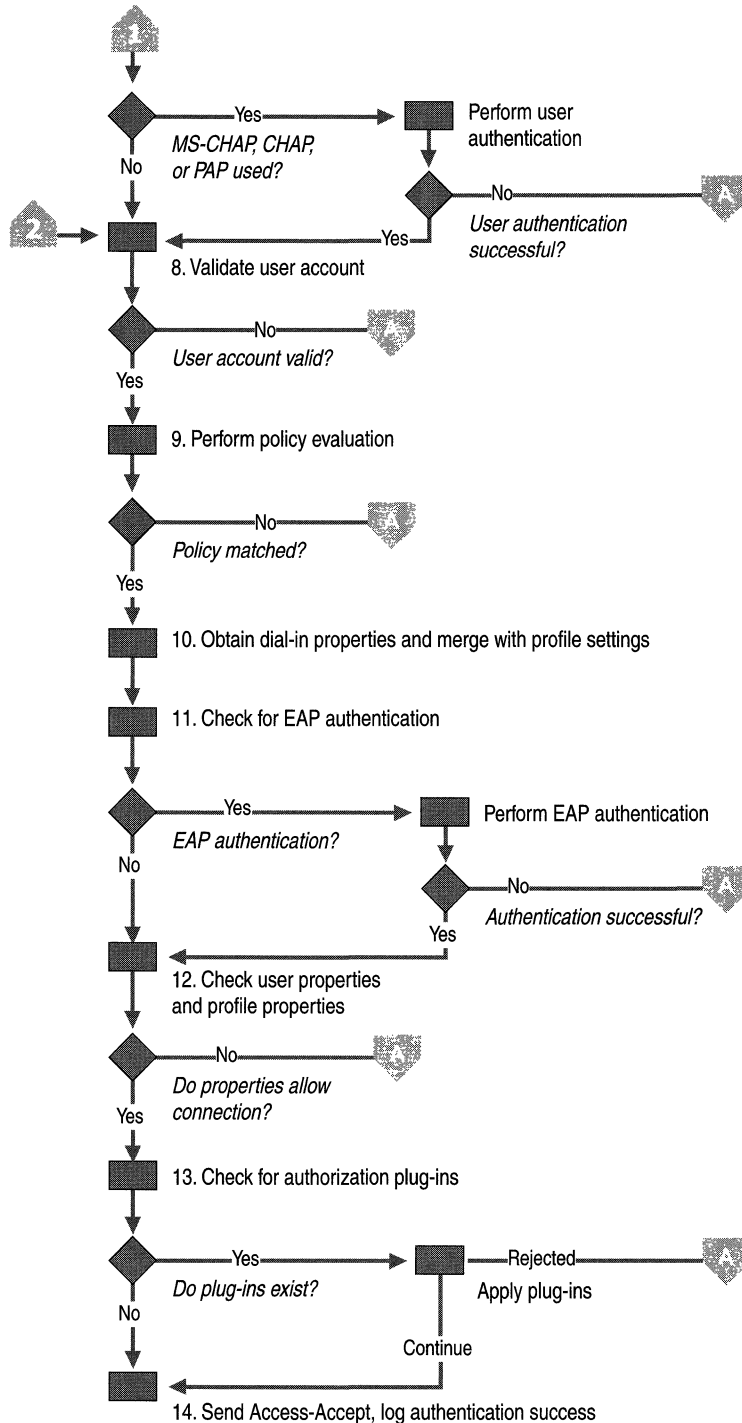 1
Yes
Perform user
authentication
MS-CHAP, CHAP,
or PAP used?
No
No
A
User authentication
successful?
2
Yes
8. Validate user account
No
A
User account valid?
Yes
9. Perform policy evaluation
No
A
Policy matched?
Yes
10. Obtain dial-in properties and merge with profile settings
11. Check for EAP authentication
Yes
Perform EAP authentication
EAP authentication?
No
No
A
Authentication successful?
Yes
12. Check user properties
and profile properties
No
A
Do properties allow
connection?
Yes
13. Check for authorization plug-ins
Yes
Rejected
A
Do plug-ins exist?
Apply plug-ins
No
Continue
14. Send Access-Accept, log authentication success